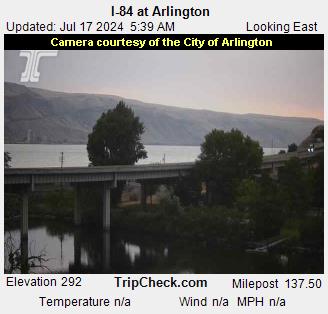 I-84 at Arlington
Updated: Jul 17 2024 5:39 AM Looking East
Camera courtesy of the City of Arlington
Elevation 292 TripCheck.com Milepost 137.50
Temperature n/a Wind n/a MPH n/a